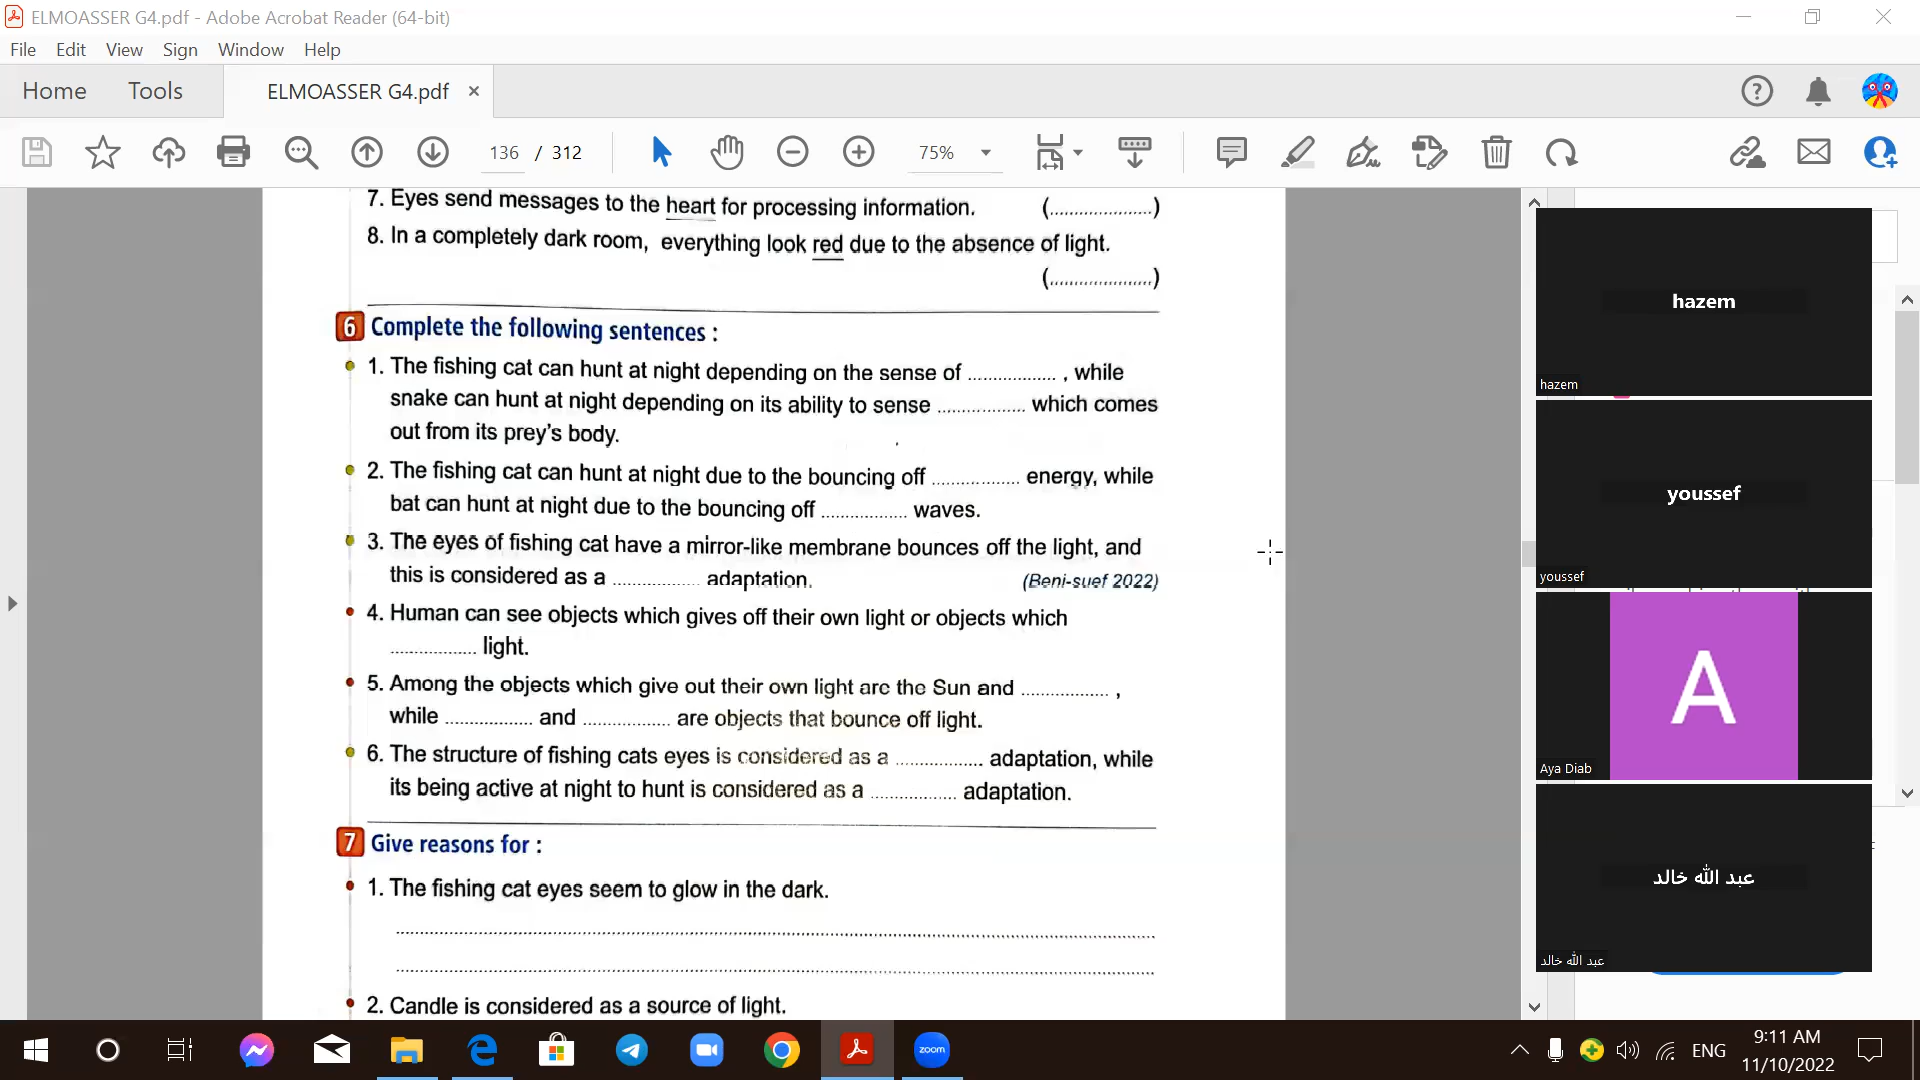 ELMOASSER G4.pdf - Adobe Acrobat Reader (64-bit)
File Edit View Sign Window Help
Home Tools ELMOASSER G4.pdf ×
136 / 312 75%
7. Eyes send messages to the heart for processing information. (....................)
8. In a completely dark room, everything look red due to the absence of light.
(....................)
6 Complete the following sentences :
1. The fishing cat can hunt at night depending on the sense of ................. , while
snake can hunt at night depending on its ability to sense ................. which comes
out from its prey's body.
2. The fishing cat can hunt at night due to the bouncing off ................. energy, while
bat can hunt at night due to the bouncing off ................. waves.
3. The eyes of fishing cat have a mirror-like membrane bounces off the light, and
this is considered as a ................. adaptation. (Beni-suef 2022)
4. Human can see objects which gives off their own light or objects which
................. light.
5. Among the objects which give out their own light are the Sun and ................. ,
while ................. and ................. are objects that bounce off light.
6. The structure of fishing cats eyes is considered as a ................. adaptation, while
its being active at night to hunt is considered as a ................. adaptation.
7 Give reasons for :
1. The fishing cat eyes seem to glow in the dark.
2. Candle is considered as a source of light.
hazem
hazem
youssef
youssef
A
Aya Diab
عبد الله خالد
عبد الله خالد
zoom
ENG
9:11 AM
11/10/2022